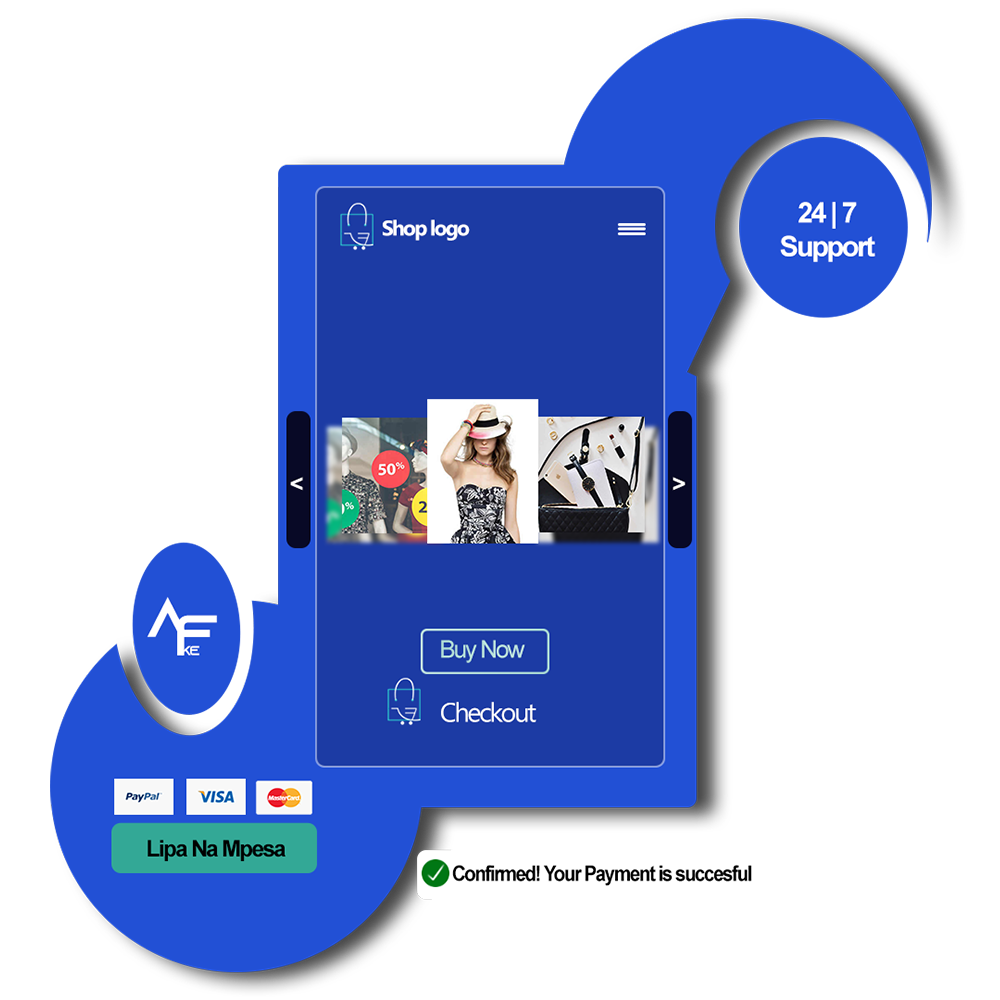 24 | 7
Support
Shop logo
50%
%
2
<
>
AF
KE
Buy Now
Checkout
PayPal
VISA
MasterCard
Lipa Na Mpesa
Confirmed! Your Payment is succesful